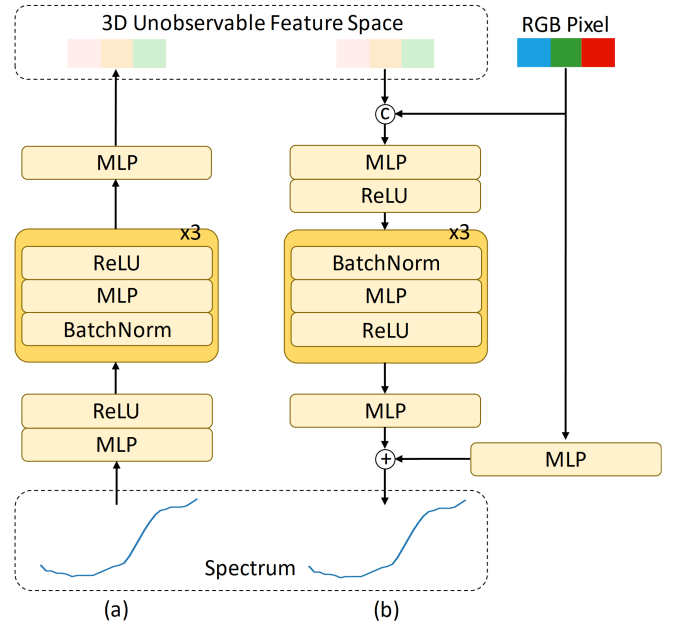 3D Unobservable Feature Space
RGB Pixel
C
MLP
MLP
ReLU
x3
ReLU
MLP
BatchNorm
x3
BatchNorm
MLP
ReLU
ReLU
MLP
MLP
+
MLP
Spectrum
(a)
(b)